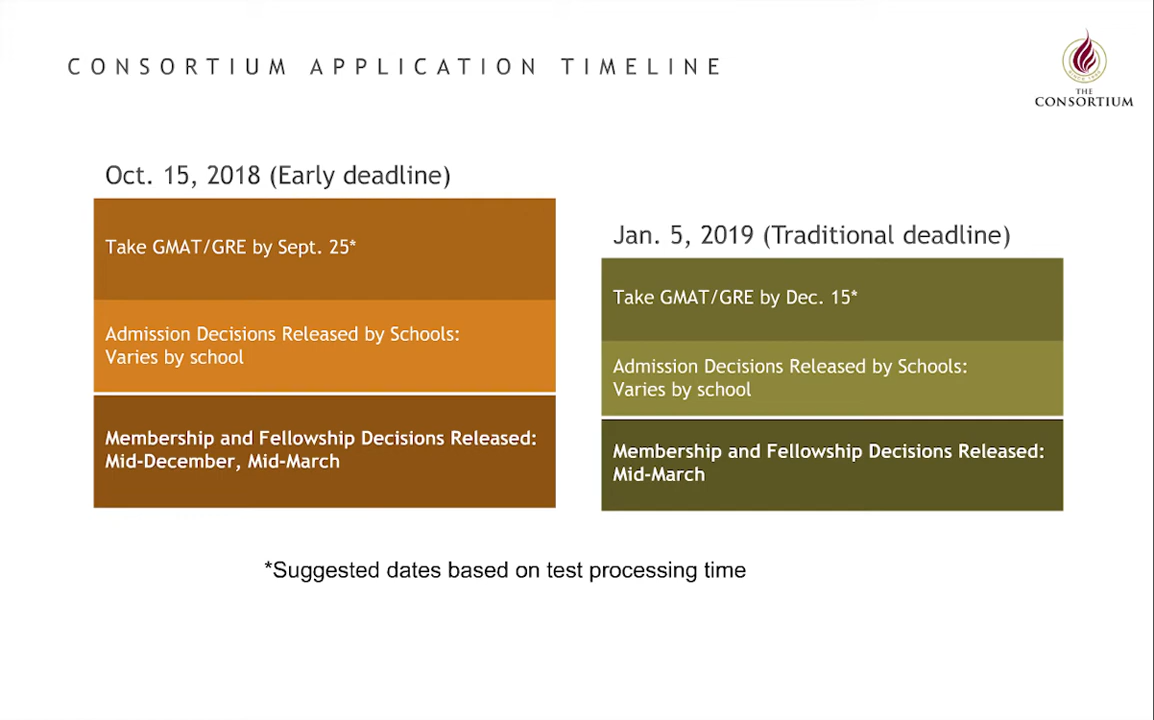 CONSORTIUM APPLICATION TIMELINE
THE
CONSORTIUM
Oct. 15, 2018 (Early deadline)
Take GMAT/GRE by Sept. 25*
Admission Decisions Released by Schools:
Varies by school
Membership and Fellowship Decisions Released:
Mid-December, Mid-March
Jan. 5, 2019 (Traditional deadline)
Take GMAT/GRE by Dec. 15*
Admission Decisions Released by Schools:
Varies by school
Membership and Fellowship Decisions Released:
Mid-March
*Suggested dates based on test processing time